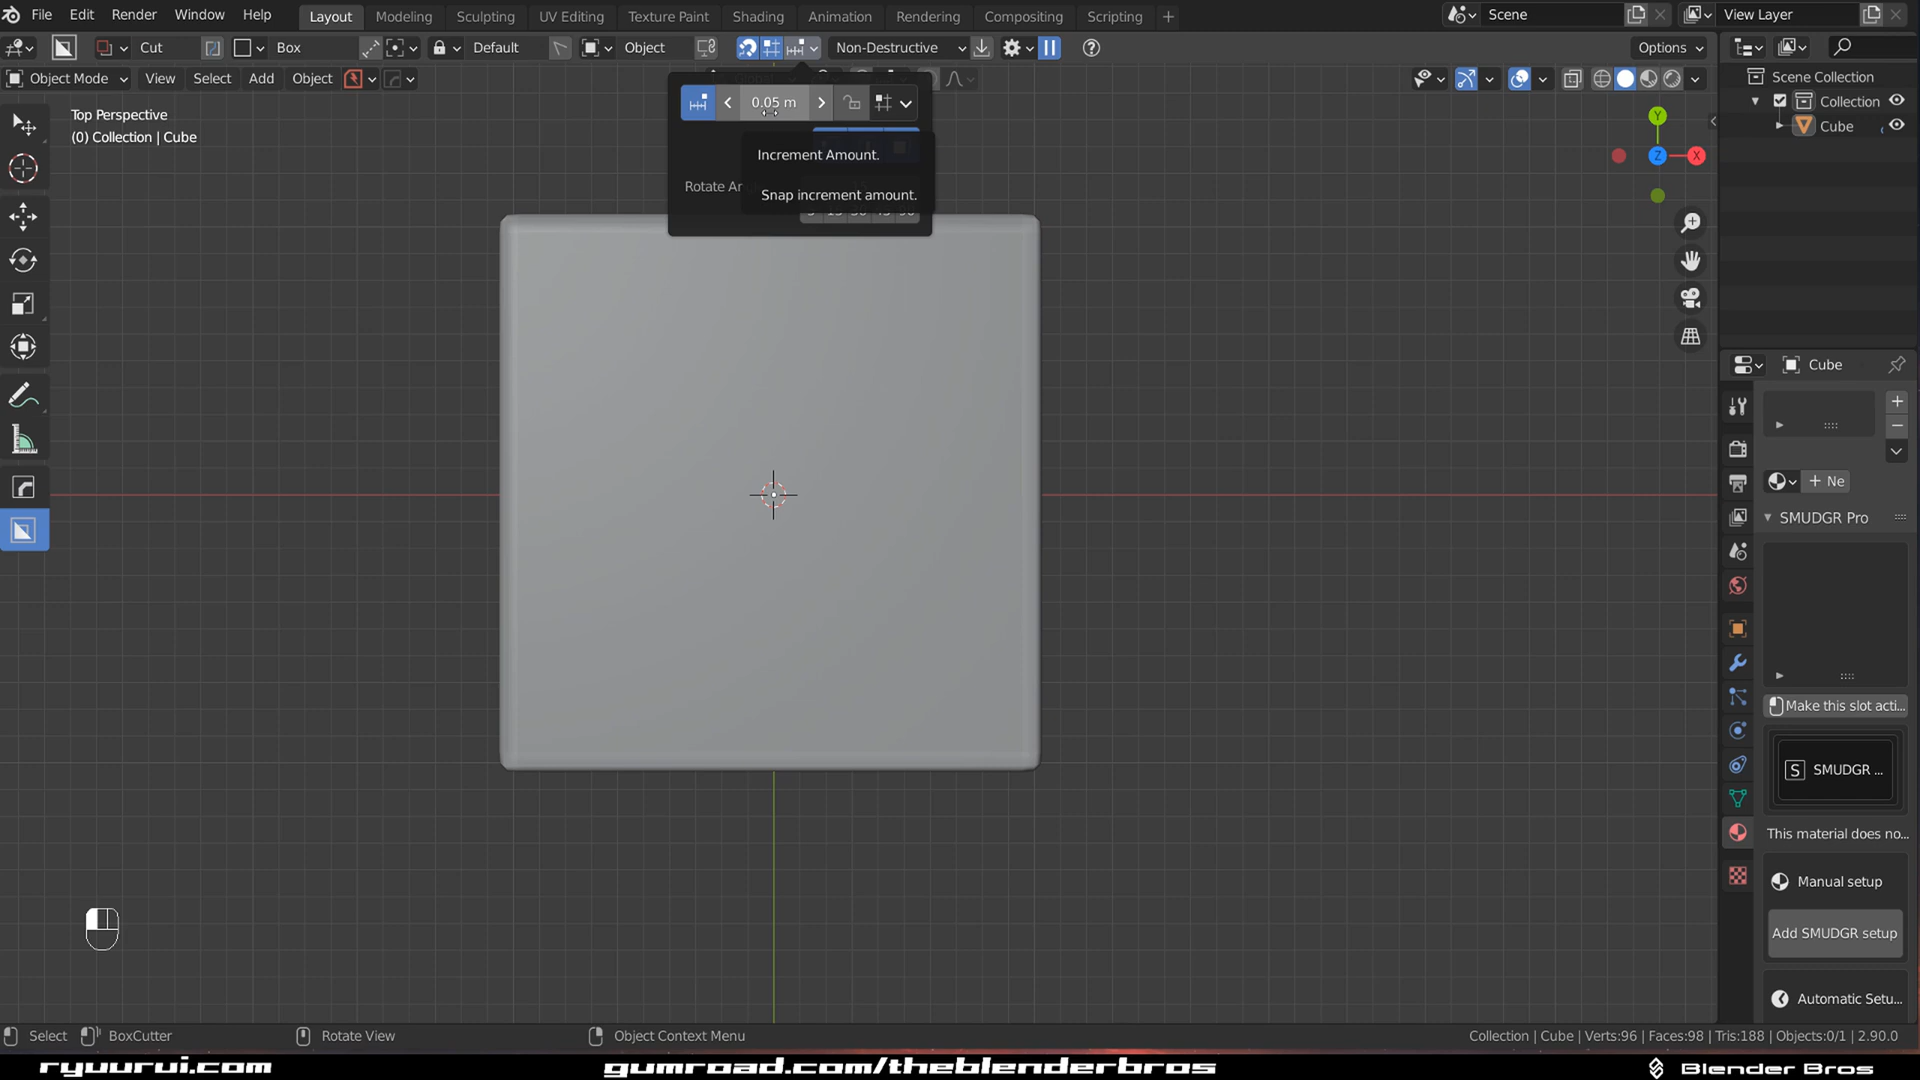 File Edit Render Window Help Layout Modeling Sculpting UV Editing Texture Paint Shading Animation Rendering Compositing Scripting + Scene View Layer
Cut Box Default Object Non-Destructive Options
Object Mode View Select Add Object
Top Perspective
(0) Collection | Cube
0.05 m
Increment Amount.
Rotate An
Snap increment amount.
Y
Z
X
Scene Collection
Collection
Cube
Cube
+ Ne
SMUDGR Pro
Make this slot acti...
S SMUDGR ...
This material does no...
Manual setup
Add SMUDGR setup
Automatic Setu...
Select BoxCutter Rotate View Object Context Menu Collection | Cube | Verts:96 | Faces:98 | Tris:188 | Objects:0/1 | 2.90.0
ryuurui.com gumroad.com/theblenderbros Blender Bros